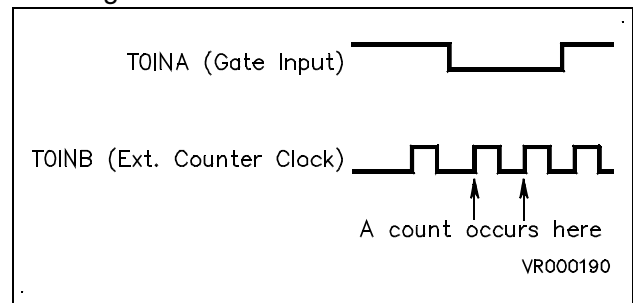 T0INA (Gate Input)
T0INB (Ext. Counter Clock)
A count occurs here
VR000190